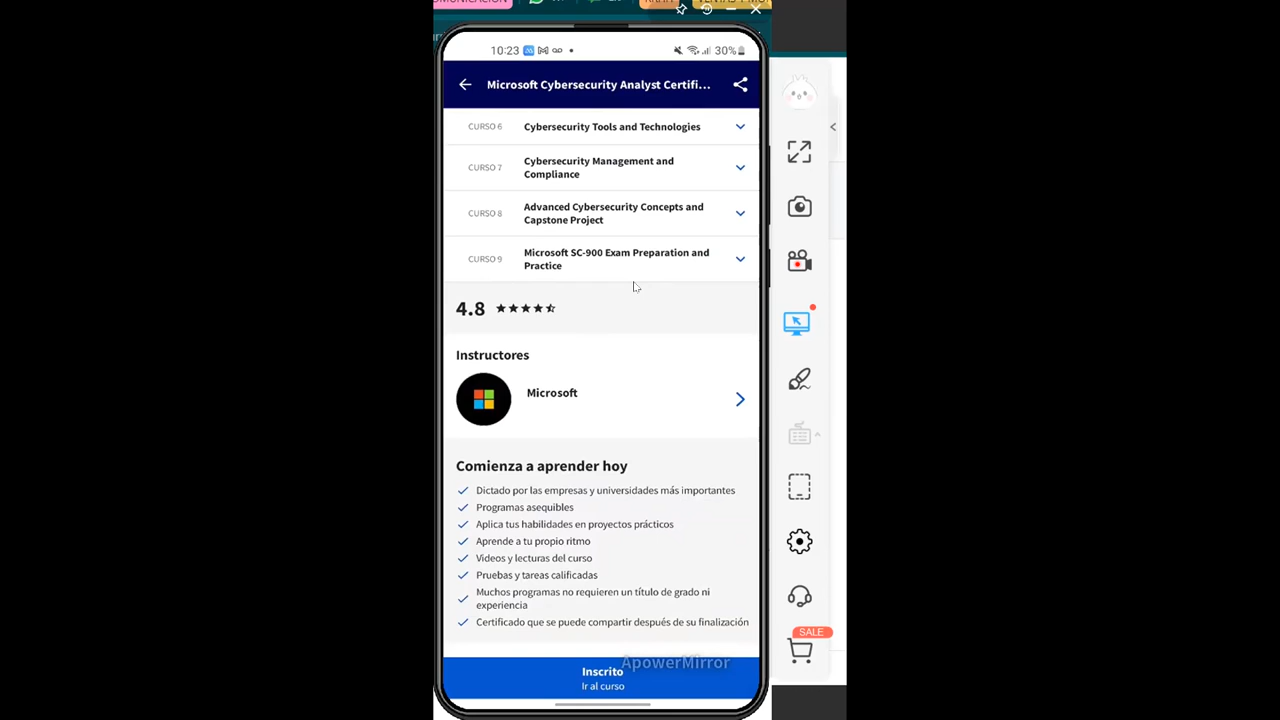 10:23
30%
Microsoft Cybersecurity Analyst Certifi...
CURSO 6
Cybersecurity Tools and Technologies
CURSO 7
Cybersecurity Management and
Compliance
CURSO 8
Advanced Cybersecurity Concepts and
Capstone Project
CURSO 9
Microsoft SC-900 Exam Preparation and
Practice
4.8
Instructores
Microsoft
Comienza a aprender hoy
Dictado por las empresas y universidades más importantes
Programas asequibles
Aplica tus habilidades en proyectos prácticos
Aprende a tu propio ritmo
Videos y lecturas del curso
Pruebas y tareas calificadas
Muchos programas no requieren un título de grado ni
experiencia
Certificado que se puede compartir después de su finalización
Inscrito
Ir al curso
ApowerMirror
SALE